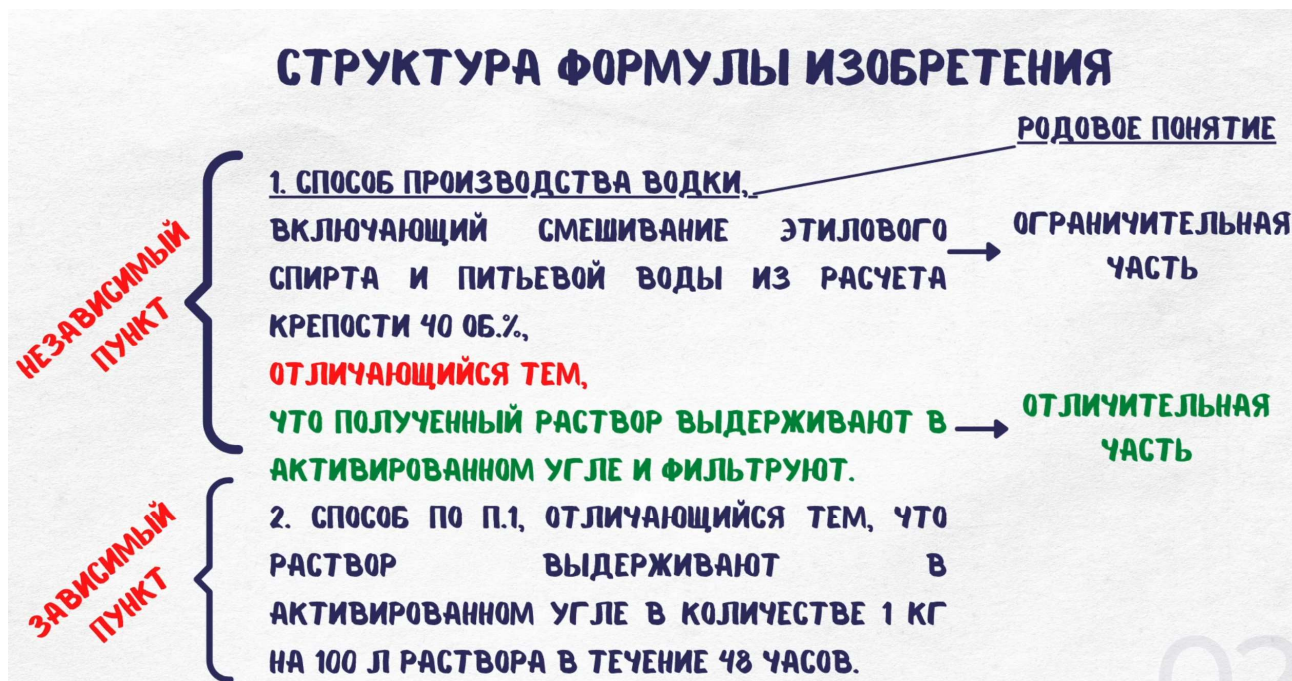 СТРУКТУРА ФОРМУЛЫ ИЗОБРЕТЕНИЯ
РОДОВОЕ ПОНЯТИЕ
НЕЗАВИСИМЫЙ
ПУНКТ
1. СПОСОБ ПРОИЗВОДСТВА ВОДКИ,
ВКЛЮЧАЮЩИЙ СМЕШИВАНИЕ ЭТИЛОВОГО
СПИРТА И ПИТЬЕВОЙ ВОДЫ ИЗ РАСЧЕТА
КРЕПОСТИ 40 ОБ.%,
ОГРАНИЧИТЕЛЬНАЯ
ЧАСТЬ
ОТЛИЧАЮЩИЙСЯ ТЕМ,
ЧТО ПОЛУЧЕННЫЙ РАСТВОР ВЫДЕРЖИВАЮТ В
АКТИВИРОВАННОМ УГЛЕ И ФИЛЬТРУЮТ.
ОТЛИЧИТЕЛЬНАЯ
ЧАСТЬ
ЗАВИСИМЫЙ
ПУНКТ
2. СПОСОБ ПО П.1, ОТЛИЧАЮЩИЙСЯ ТЕМ, ЧТО
РАСТВОР ВЫДЕРЖИВАЮТ В
АКТИВИРОВАННОМ УГЛЕ В КОЛИЧЕСТВЕ 1 КГ
НА 100 Л РАСТВОРА В ТЕЧЕНИЕ 48 ЧАСОВ.